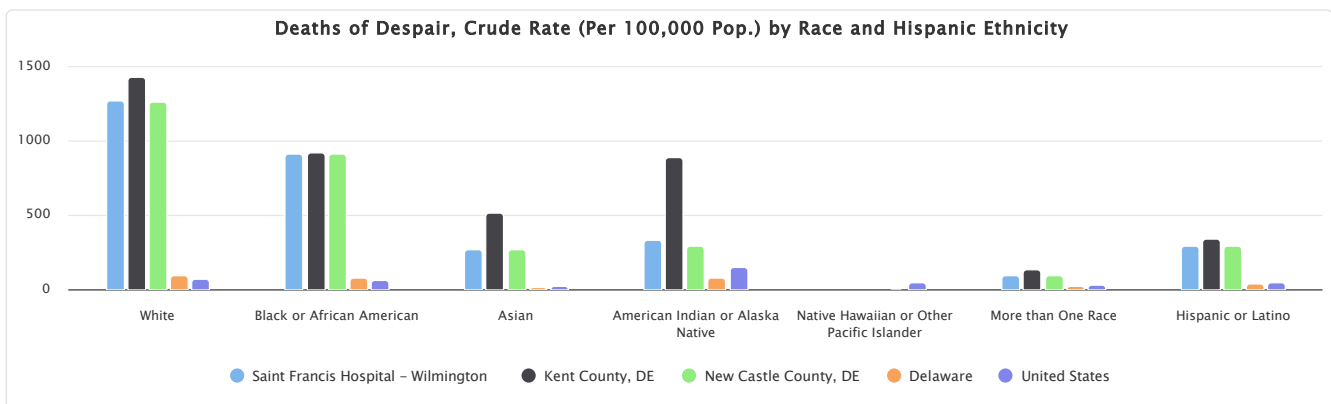 Deaths of Despair, Crude Rate (Per 100,000 Pop.) by Race and Hispanic Ethnicity
1500
1000
500
0
White
Black or African American
Asian
American Indian or Alaska
Native
Native Hawaiian or Other
Pacific Islander
More than One Race
Hispanic or Latino
Saint Francis Hospital – Wilmington
Kent County, DE
New Castle County, DE
Delaware
United States